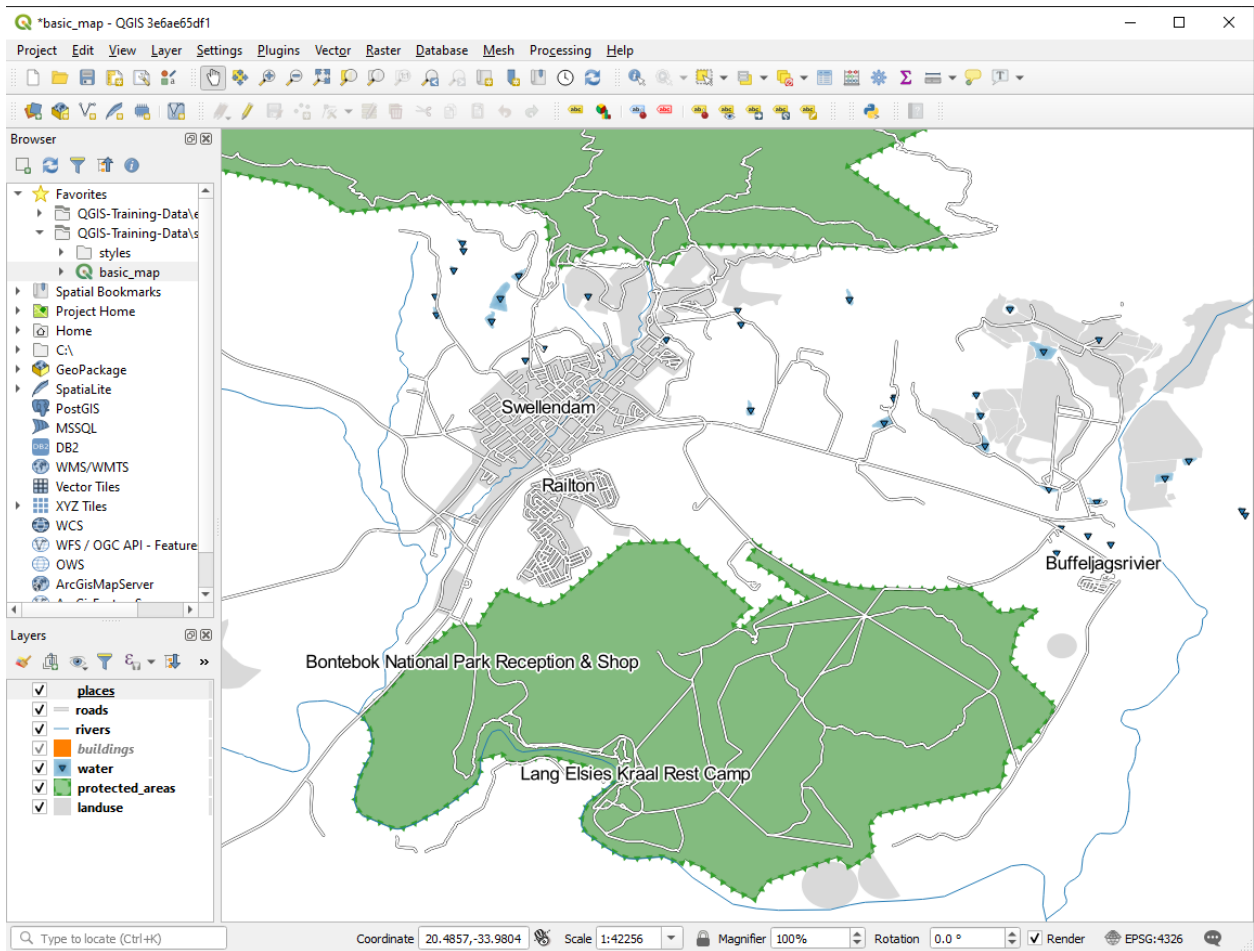 *basic_map - QGIS 3e6ae65df1
Project Edit View Layer Settings Plugins Vector Raster Database Mesh Processing Help
Browser
Favorites
QGIS-Training-Data\e
QGIS-Training-Data\s
styles
basic_map
Spatial Bookmarks
Project Home
Home
C:\
GeoPackage
SpatiaLite
PostGIS
MSSQL
DB2
WMS/WMTS
Vector Tiles
XYZ Tiles
WCS
WFS / OGC API - Feature
OWS
ArcGisMapServer
Layers
places
roads
rivers
buildings
water
protected_areas
landuse
Swellendam
Railton
Buffeljagsrivier
Bontebok National Park Reception & Shop
Lang Elsies Kraal Rest Camp
Type to locate (Ctrl+K) Coordinate 20.4857,-33.9804 Scale 1:42256 Magnifier 100% Rotation 0.0 ° Render EPSG:4326